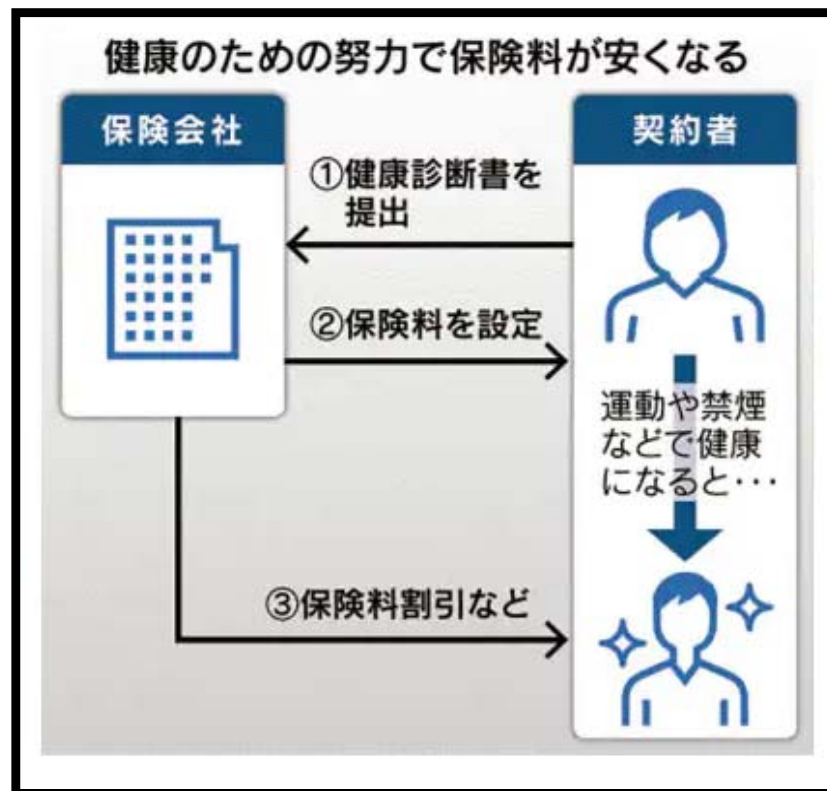 健康のための努力で保険料が安くなる
保険会社
契約者
①健康診断書を
提出
②保険料を設定
運動や禁煙
などで健康
になると･･･
③保険料割引など